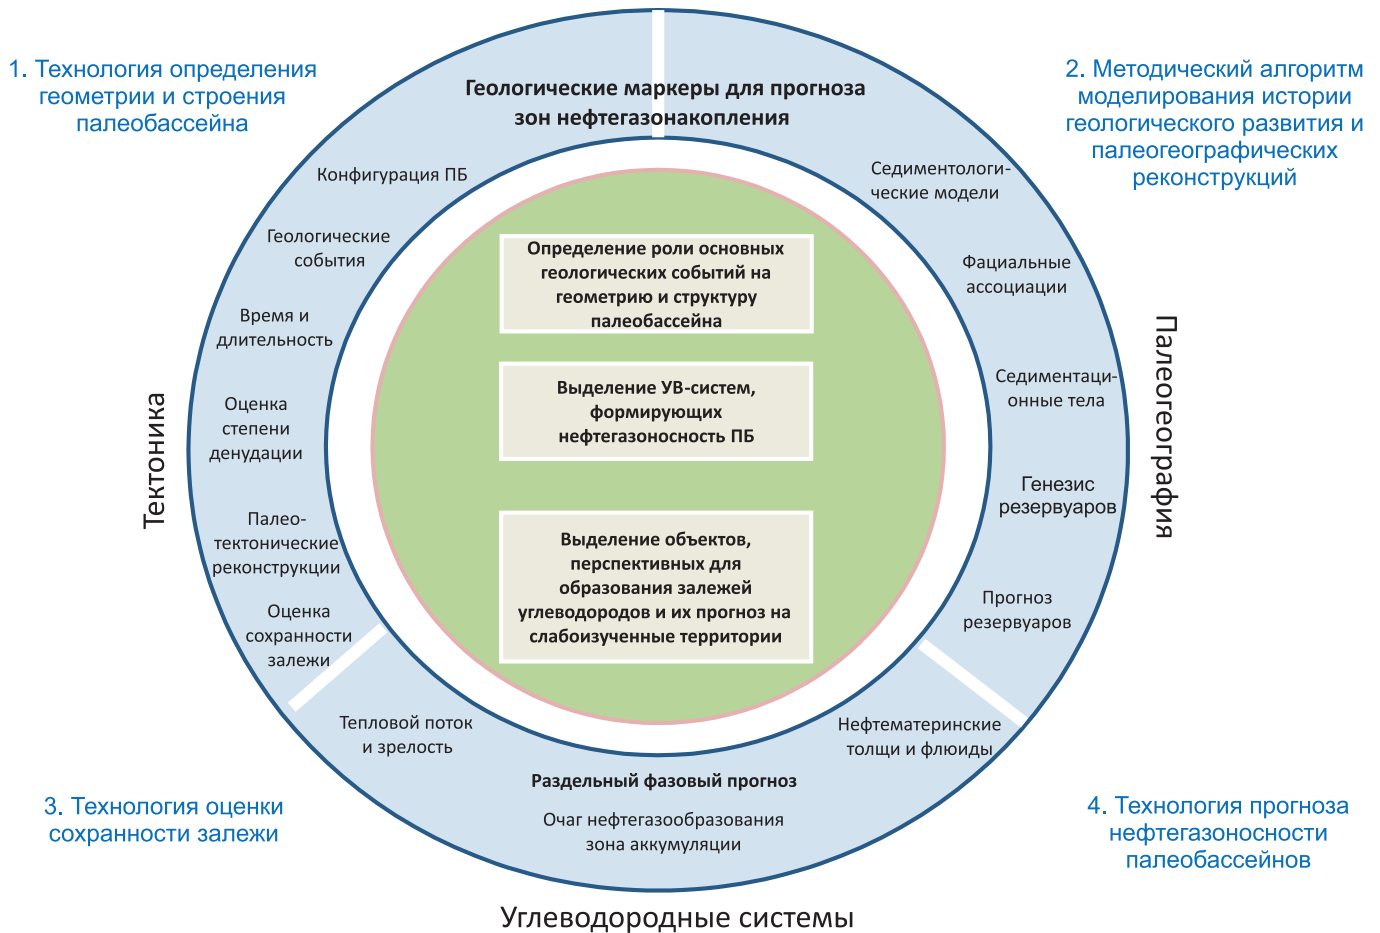 1. Технология определения
геометрии и строения
палеобассейна
2. Методический алгоритм
моделирования истории
геологического развития и
палеогеографических
реконструкций
Геологические маркеры для прогноза
зон нефтегазонакопления
Конфигурация ПБ
Геологические
события
Время и
длительность
Оценка
степени
денудации
Палео-
тектонические
реконструкции
Оценка
сохранности
залежи
Тектоника
Седиментологи-
ческие модели
Фациальные
ассоциации
Седиментаци-
онные тела
Генезис
резервуаров
Прогноз
резервуаров
Палеогеография
Определение роли основных
геологических событий на
геометрию и структуру
палеобассейна
Выделение УВ-систем,
формирующих
нефтегазоносность ПБ
Выделение объектов,
перспективных для
образования залежей
углеводородов и их прогноз на
слабоизученные территории
Тепловой поток
и зрелость
Нефтематеринские
толщи и флюиды
Раздельный фазовый прогноз
Очаг нефтегазообразования
зона аккумуляции
3. Технология оценки
сохранности залежи
4. Технология прогноза
нефтегазоносности
палеобассейнов
Углеводородные системы